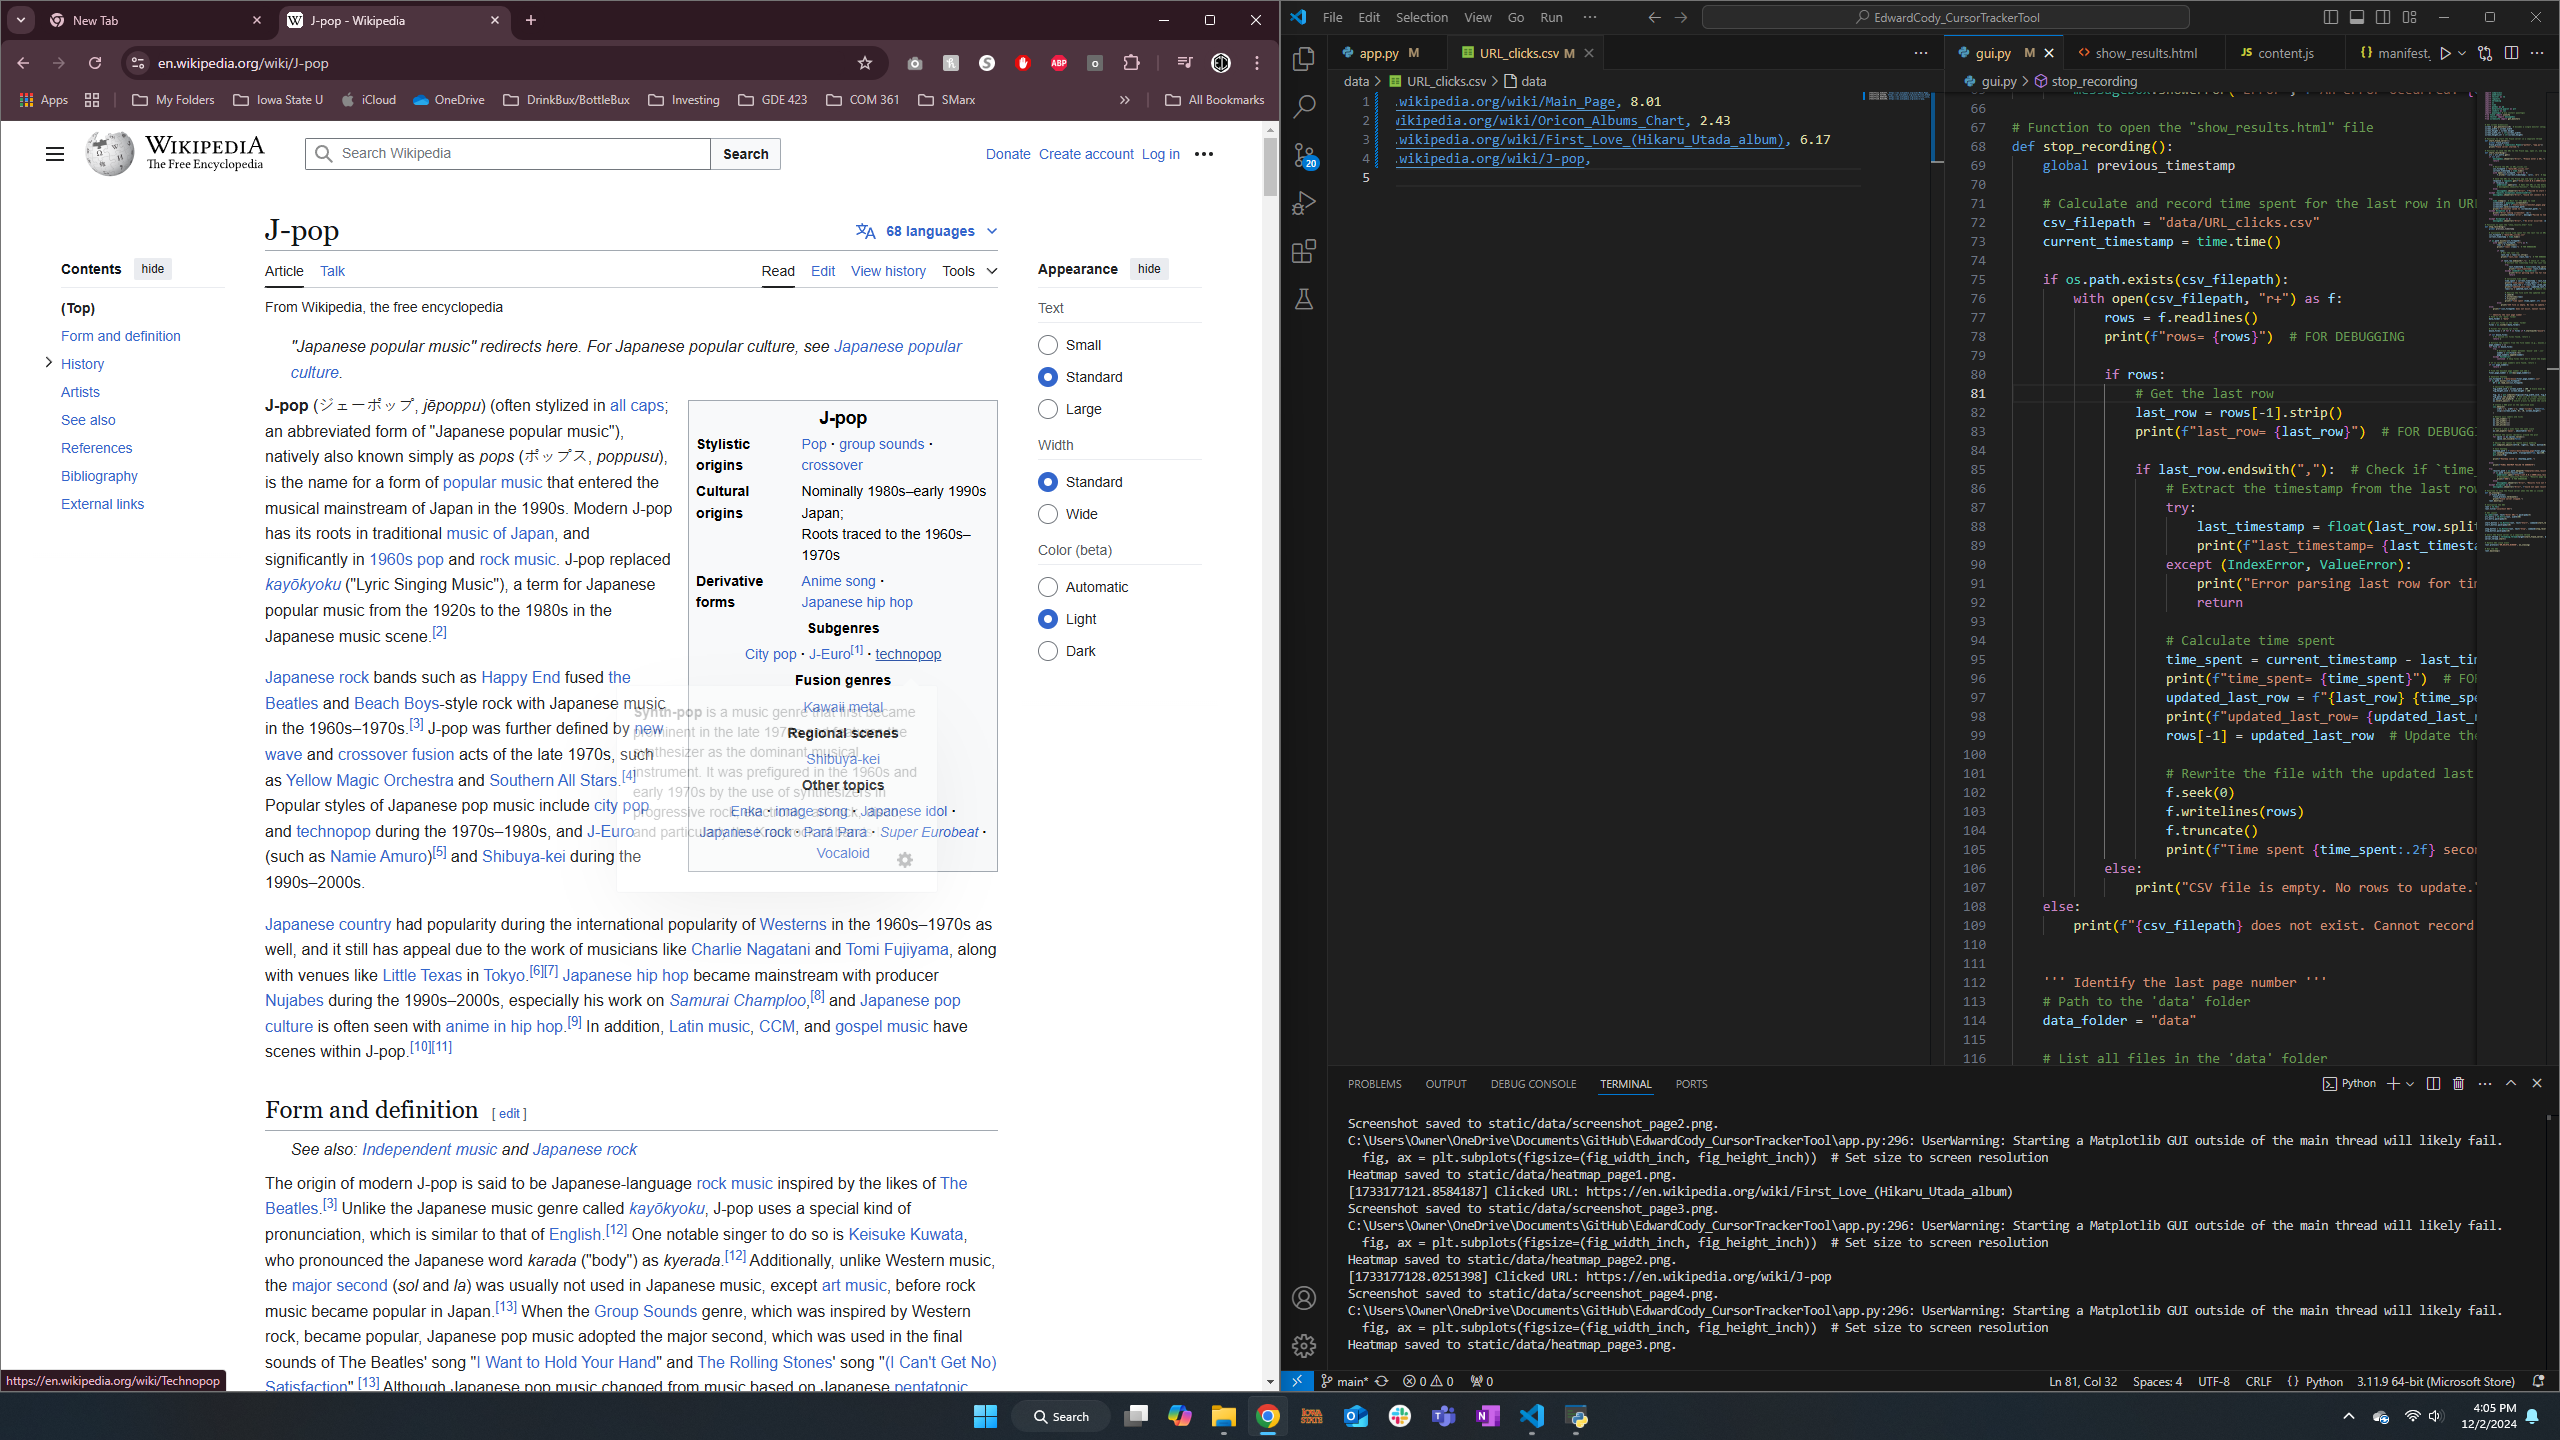 New Tab
J-pop - Wikipedia
en.wikipedia.org/wiki/J-pop
Apps
My Folders
Iowa State U
iCloud
OneDrive
DrinkBux/BottleBux
Investing
GDE 423
COM 361
SMarx
All Bookmarks
WIKIPEDIA
The Free Encyclopedia
Search Wikipedia
Search
Donate Create account Log in
J-pop
68 languages
Article Talk
Read Edit View history Tools
From Wikipedia, the free encyclopedia
Contents hide
(Top)
Form and definition
History
Artists
See also
References
Bibliography
External links
"Japanese popular music" redirects here. For Japanese popular culture, see Japanese popular
culture.
J-pop (ジェーポップ, jēpoppu) (often stylized in all caps;
an abbreviated form of "Japanese popular music"),
natively also known simply as pops (ポップス, poppusu),
is the name for a form of popular music that entered the
musical mainstream of Japan in the 1990s. Modern J-pop
has its roots in traditional music of Japan, and
significantly in 1960s pop and rock music. J-pop replaced
kayōkyoku ("Lyric Singing Music"), a term for Japanese
popular music from the 1920s to the 1980s in the
Japanese music scene.[2]
Japanese rock bands such as Happy End fused the
Beatles and Beach Boys-style rock with Japanese music
in the 1960s–1970s.[3] J-pop was further defined by new
wave and crossover fusion acts of the late 1970s, such
as Yellow Magic Orchestra and Southern All Stars.[4]
Popular styles of Japanese pop music include city pop
and technopop during the 1970s–1980s, and J-Euro
(such as Namie Amuro)[5] and Shibuya-kei during the
1990s–2000s.
J-pop
Stylistic origins
Pop · group sounds ·
crossover
Cultural origins
Nominally 1980s–early 1990s
Japan;
Roots traced to the 1960s–
1970s
Derivative forms
Anime song ·
Japanese hip hop
Subgenres
City pop · J-Euro[1] · technopop
Fusion genres
Kawaii metal
Regional scenes
Shibuya-kei
Other topics
Enka · image song · Japanese idol ·
Japanese rock · Para Para · Super Eurobeat ·
Vocaloid
Synth-pop is a music genre that first became
prominent in the late 1970s and features the
synthesizer as the dominant musical
instrument. It was prefigured in the 1960s and
early 1970s by the use of synthesizers in
Japanese country had popularity during the international popularity of Westerns in the 1960s–1970s as
well, and it still has appeal due to the work of musicians like Charlie Nagatani and Tomi Fujiyama, along
with venues like Little Texas in Tokyo.[6][7] Japanese hip hop became mainstream with producer
Nujabes during the 1990s–2000s, especially his work on Samurai Champloo,[8] and Japanese pop
culture is often seen with anime in hip hop.[9] In addition, Latin music, CCM, and gospel music have
scenes within J-pop.[10][11]
Form and definition [ edit ]
See also: Independent music and Japanese rock
The origin of modern J-pop is said to be Japanese-language rock music inspired by the likes of The
Beatles.[3] Unlike the Japanese music genre called kayōkyoku, J-pop uses a special kind of
pronunciation, which is similar to that of English.[12] One notable singer to do so is Keisuke Kuwata,
who pronounced the Japanese word karada ("body") as kyerada.[12] Additionally, unlike Western music,
the major second (sol and la) was usually not used in Japanese music, except art music, before rock
music became popular in Japan.[13] When the Group Sounds genre, which was inspired by Western
rock, became popular, Japanese pop music adopted the major second, which was used in the final
sounds of The Beatles' song "I Want to Hold Your Hand" and The Rolling Stones' song "(I Can't Get No)
Satisfaction".[13] Although Japanese pop music changed from music based on Japanese pentatonic
Appearance hide
Text
Small
Standard
Large
Width
Standard
Wide
Color (beta)
Automatic
Light
Dark
https://en.wikipedia.org/wiki/Technopop
File Edit Selection View Go Run ···
EdwardCody_CursorTrackerTool
app.py M
URL_clicks.csv M
data > URL_clicks.csv > data
1 .wikipedia.org/wiki/Main_Page, 8.01
2 wikipedia.org/wiki/Oricon_Albums_Chart, 2.43
3 .wikipedia.org/wiki/First_Love_(Hikaru_Utada_album), 6.17
4 .wikipedia.org/wiki/J-pop,
5
20
gui.py M
show_results.html
content.js
manifest.
gui.py > stop_recording
66
67 # Function to open the "show_results.html" file
68 def stop_recording():
69 global previous_timestamp
70
71 # Calculate and record time spent for the last row in URL
72 csv_filepath = "data/URL_clicks.csv"
73 current_timestamp = time.time()
74
75 if os.path.exists(csv_filepath):
76 with open(csv_filepath, "r+") as f:
77 rows = f.readlines()
78 print(f"rows= {rows}") # FOR DEBUGGING
79
80 if rows:
81 # Get the last row
82 last_row = rows[-1].strip()
83 print(f"last_row= {last_row}") # FOR DEBUGGI
84
85 if last_row.endswith(","): # Check if `time_
86 # Extract the timestamp from the last row
87 try:
88 last_timestamp = float(last_row.split
89 print(f"last_timestamp= {last_timesta
90 except (IndexError, ValueError):
91 print("Error parsing last row for tim
92 return
93
94 # Calculate time spent
95 time_spent = current_timestamp - last_tim
96 print(f"time_spent= {time_spent}") # FO
97 updated_last_row = f"{last_row} {time_spe
98 print(f"updated_last_row= {updated_last_r
99 rows[-1] = updated_last_row # Update the
100
101 # Rewrite the file with the updated last
102 f.seek(0)
103 f.writelines(rows)
104 f.truncate()
105 print(f"Time spent {time_spent:.2f} secon
106 else:
107 print("CSV file is empty. No rows to update."
108 else:
109 print(f"{csv_filepath} does not exist. Cannot record
110
111
112 ''' Identify the last page number '''
113 # Path to the 'data' folder
114 data_folder = "data"
115
116 # List all files in the 'data' folder
PROBLEMS OUTPUT DEBUG CONSOLE TERMINAL PORTS
Python
Screenshot saved to static/data/screenshot_page2.png.
C:\Users\Owner\OneDrive\Documents\GitHub\EdwardCody_CursorTrackerTool\app.py:296: UserWarning: Starting a Matplotlib GUI outside of the main thread will likely fail.
fig, ax = plt.subplots(figsize=(fig_width_inch, fig_height_inch)) # Set size to screen resolution
Heatmap saved to static/data/heatmap_page1.png.
[1733177121.8584187] Clicked URL: https://en.wikipedia.org/wiki/First_Love_(Hikaru_Utada_album)
Screenshot saved to static/data/screenshot_page3.png.
C:\Users\Owner\OneDrive\Documents\GitHub\EdwardCody_CursorTrackerTool\app.py:296: UserWarning: Starting a Matplotlib GUI outside of the main thread will likely fail.
fig, ax = plt.subplots(figsize=(fig_width_inch, fig_height_inch)) # Set size to screen resolution
Heatmap saved to static/data/heatmap_page2.png.
[1733177128.0251398] Clicked URL: https://en.wikipedia.org/wiki/J-pop
Screenshot saved to static/data/screenshot_page4.png.
C:\Users\Owner\OneDrive\Documents\GitHub\EdwardCody_CursorTrackerTool\app.py:296: UserWarning: Starting a Matplotlib GUI outside of the main thread will likely fail.
fig, ax = plt.subplots(figsize=(fig_width_inch, fig_height_inch)) # Set size to screen resolution
Heatmap saved to static/data/heatmap_page3.png.
main* 0 0 0
Ln 81, Col 32 Spaces: 4 UTF-8 CRLF Python 3.11.9 64-bit (Microsoft Store)
Search
4:05 PM
12/2/2024